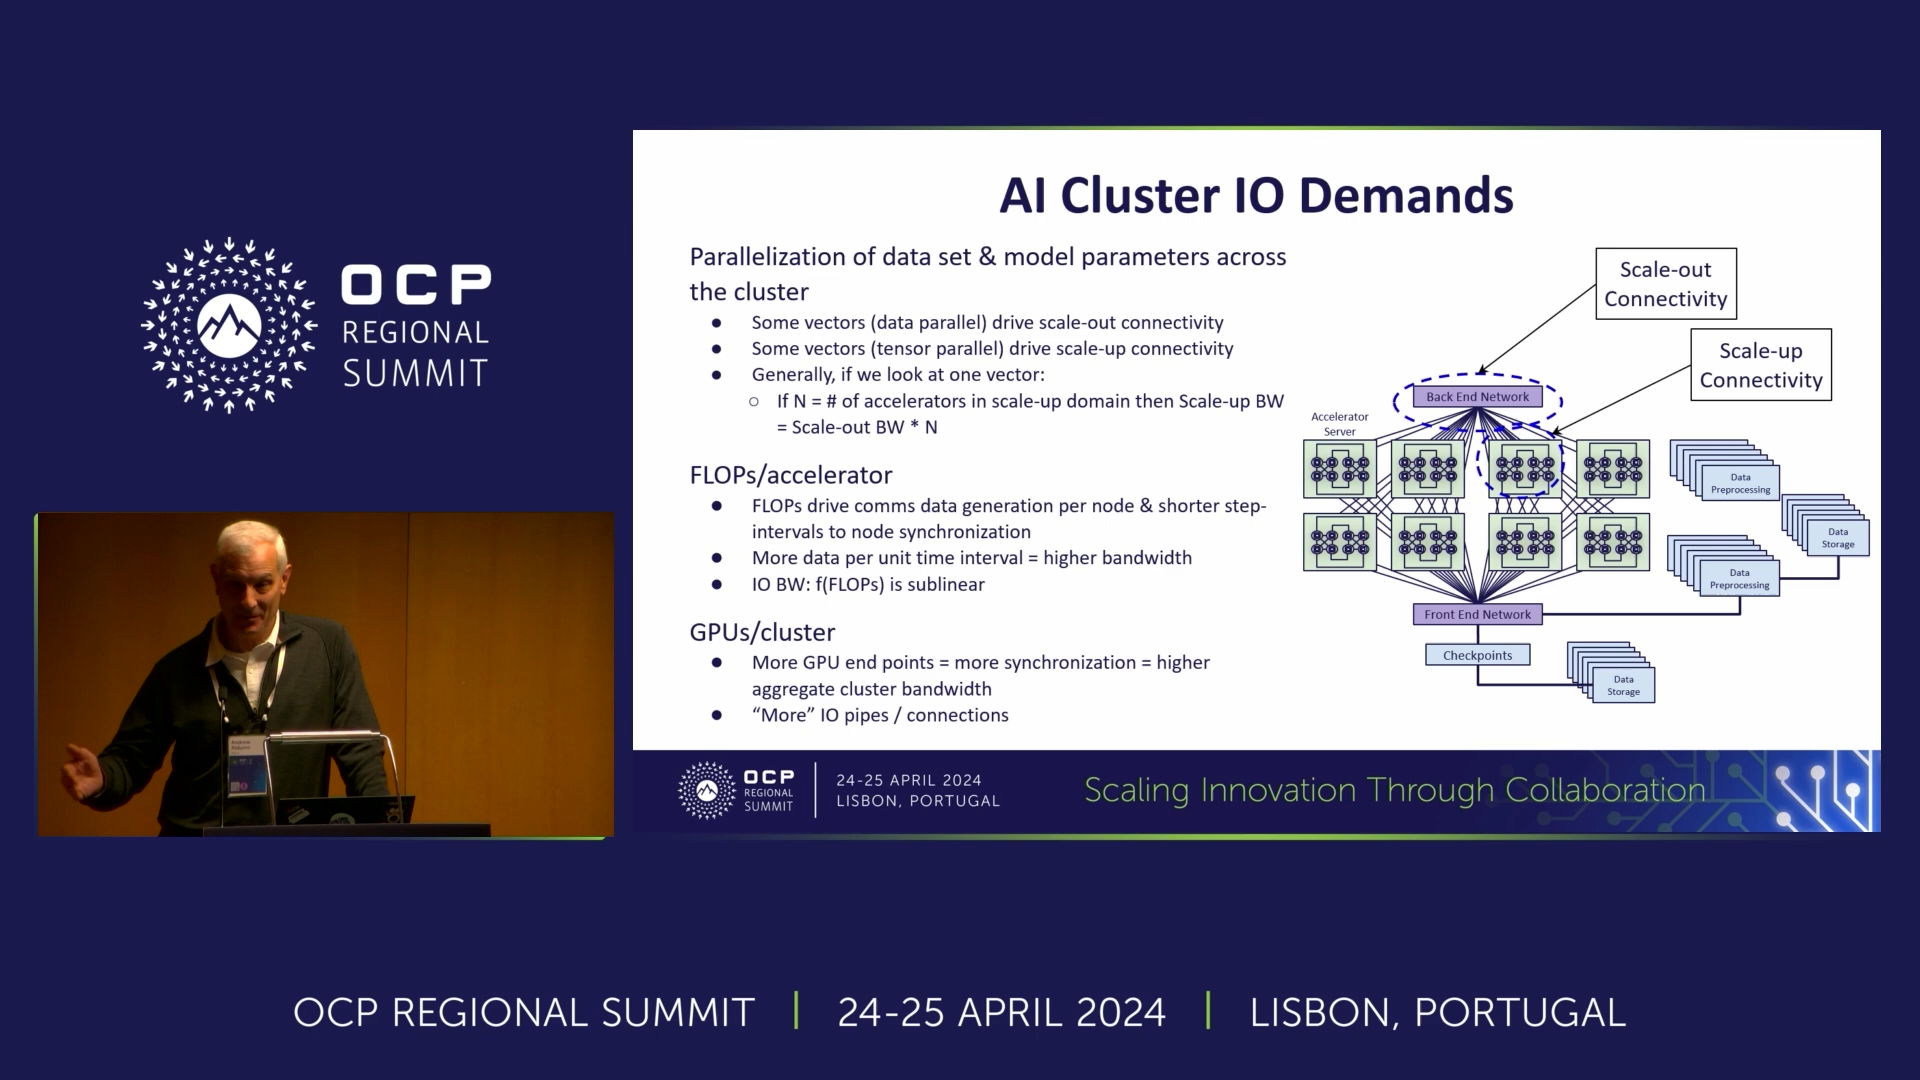 OCP
REGIONAL
SUMMIT
AI Cluster IO Demands
Parallelization of data set & model parameters across
the cluster
● Some vectors (data parallel) drive scale-out connectivity
● Some vectors (tensor parallel) drive scale-up connectivity
● Generally, if we look at one vector:
○ If N = # of accelerators in scale-up domain then Scale-up BW
= Scale-out BW * N
FLOPs/accelerator
● FLOPs drive comms data generation per node & shorter step-
intervals to node synchronization
● More data per unit time interval = higher bandwidth
● IO BW: f(FLOPs) is sublinear
GPUs/cluster
● More GPU end points = more synchronization = higher
aggregate cluster bandwidth
● “More” IO pipes / connections
Scale-out
Connectivity
Scale-up
Connectivity
Back End Network
Accelerator
Server
Data
Preprocessing
Data
Storage
Data
Preprocessing
Front End Network
Checkpoints
Data
Storage
OCP
REGIONAL
SUMMIT
24-25 APRIL 2024
LISBON, PORTUGAL
Scaling Innovation Through Collaboration
OCP REGIONAL SUMMIT | 24-25 APRIL 2024 | LISBON, PORTUGAL